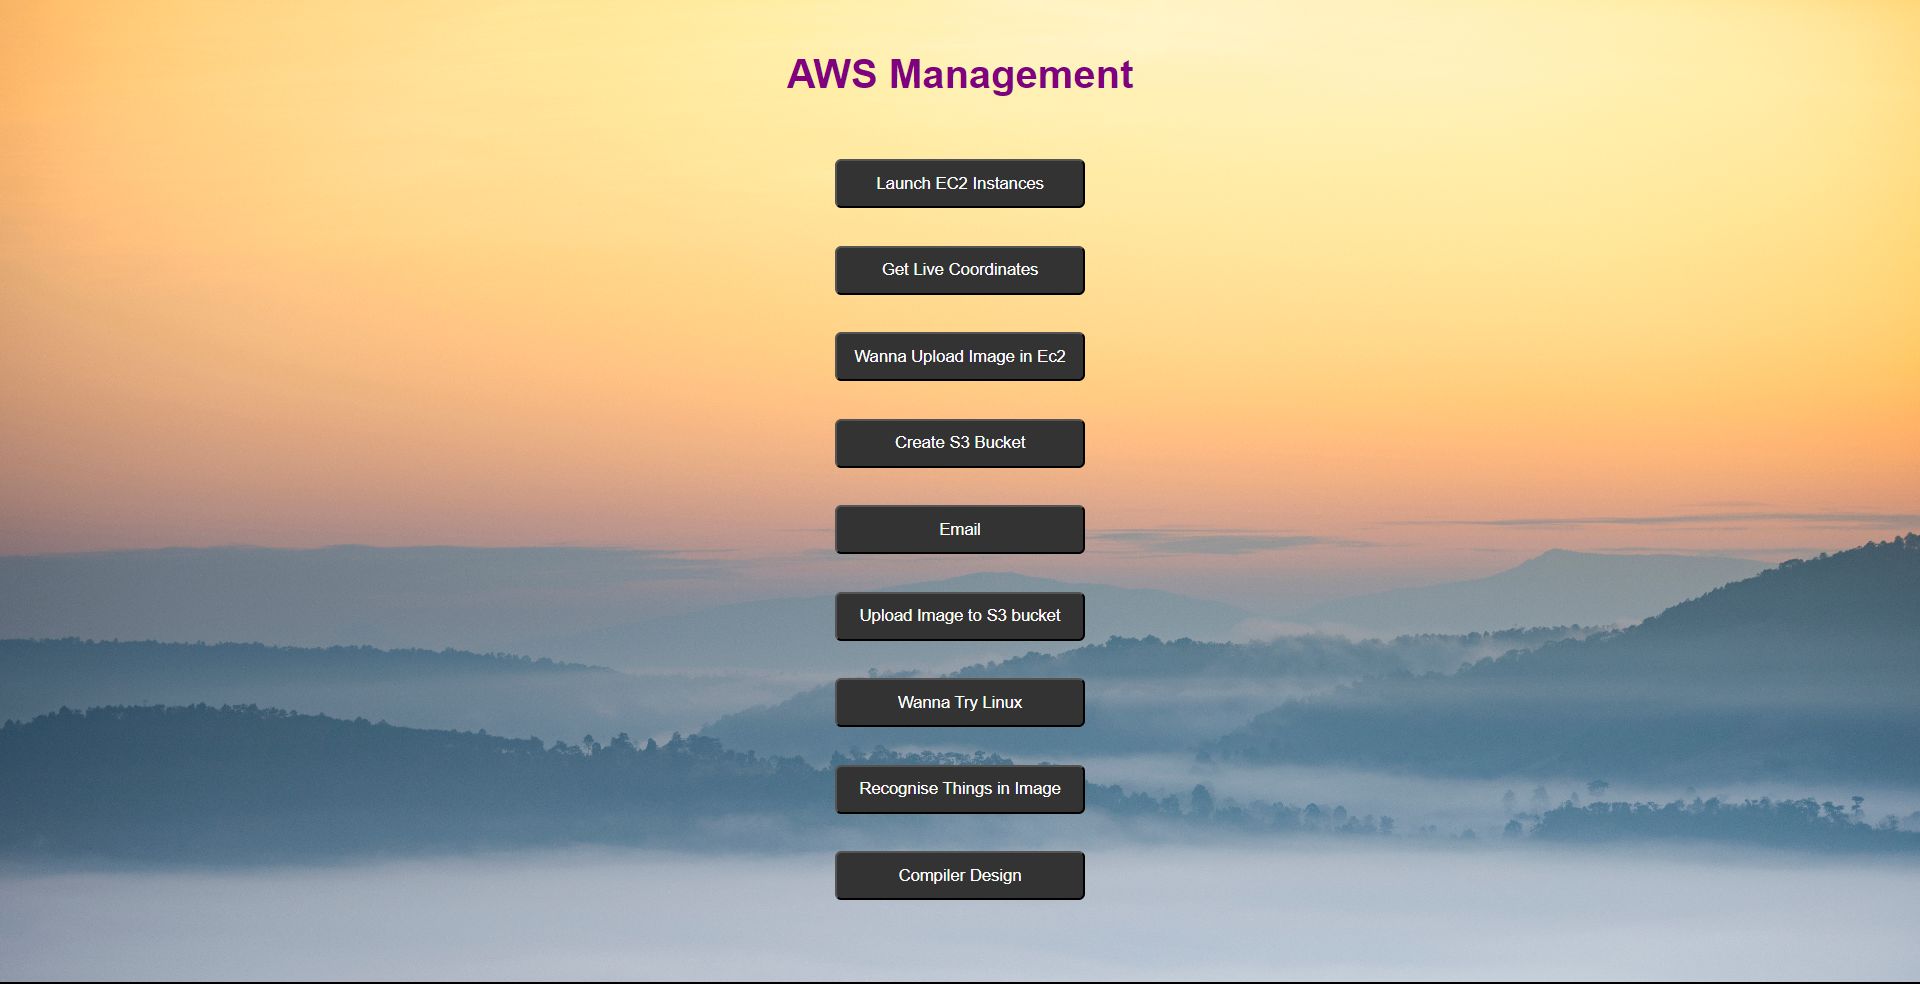 AWS Management
Launch EC2 Instances
Get Live Coordinates
Wanna Upload Image in Ec2
Create S3 Bucket
Email
Upload Image to S3 bucket
Wanna Try Linux
Recognise Things in Image
Compiler Design